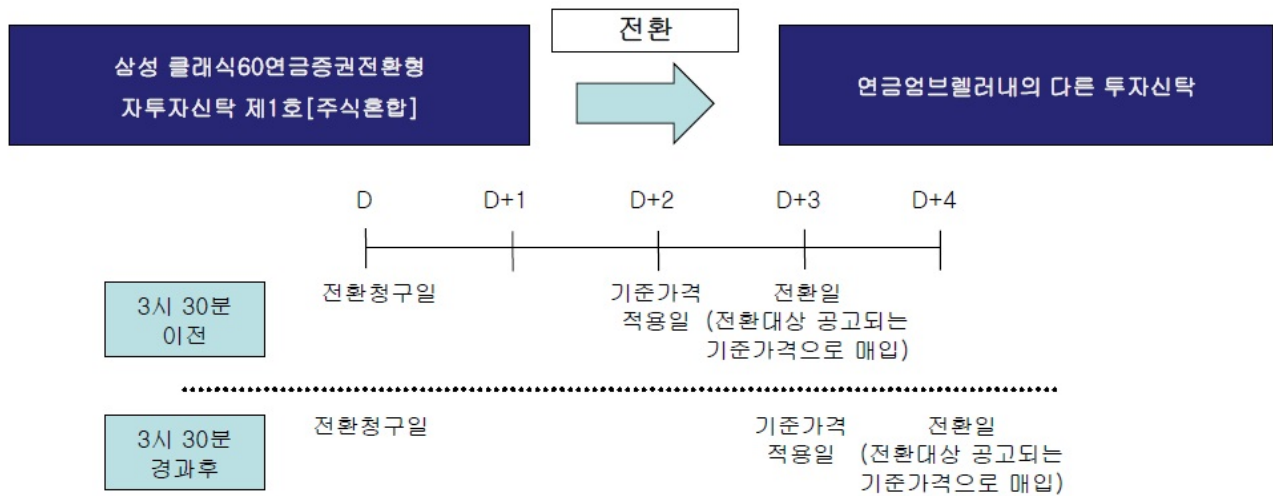 전환
삼성 클래식60연금증권전환형
자투자신탁 제1호[주식혼합]
연금엄브렐러내의 다른 투자신탁
D D+1 D+2 D+3 D+4
3시 30분
이전
전환청구일
기준가격
적용일
전환일
(전환대상 공고되는
기준가격으로 매입)
3시 30분
경과후
전환청구일
기준가격
적용일
전환일
(전환대상 공고되는
기준가격으로 매입)